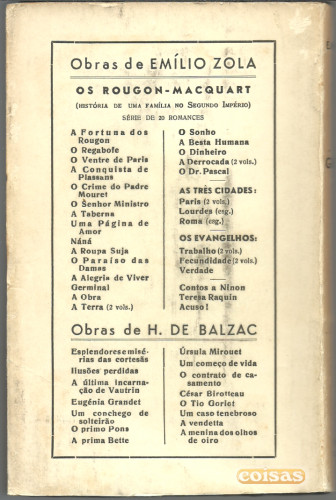 Obras de EMÍLIO ZOLA
OS ROUGON-MACQUART
(HISTÓRIA DE UMA FAMÍLIA NO SEGUNDO IMPÉRIO)
SÉRIE DE 20 ROMANCES
A Fortuna dos
Rougon
O Regabofe
O Ventre de Paris
A Conquista de
Plassans
O Crime do Padre
Mouret
O Senhor Ministro
A Taberna
Uma Página de
Amor
Náná
A Roupa Suja
O Paraíso das
Damas
A Alegria de Viver
Germinal
A Obra
A Terra (2 vols.)
O Sonho
A Besta Humana
O Dinheiro
A Derrocada (2 vols.)
O Dr. Pascal
AS TRÊS CIDADES:
Paris (2 vols.)
Lourdes (esg.)
Roma (esg.)
OS EVANGELHOS:
Trabalho (2 vols.)
Fecundidade (2 vols.)
Verdade
Contos a Ninon
Teresa Raquin
Acuso!
Obras de H. DE BALZAC
Esplendores e misé-
rias das cortesãs
Ilusões perdidas
A última incarna-
ção de Vautrin
Eugénia Grandet
Um conchego de
solteirão
O primo Pons
A prima Bette
Úrsula Mirouet
Um começo de vida
O contrato de ca-
samento
César Birotteau
O Tio Goriot
Um caso tenebroso
A vendetta
A menina dos olhos
de oiro
coisas